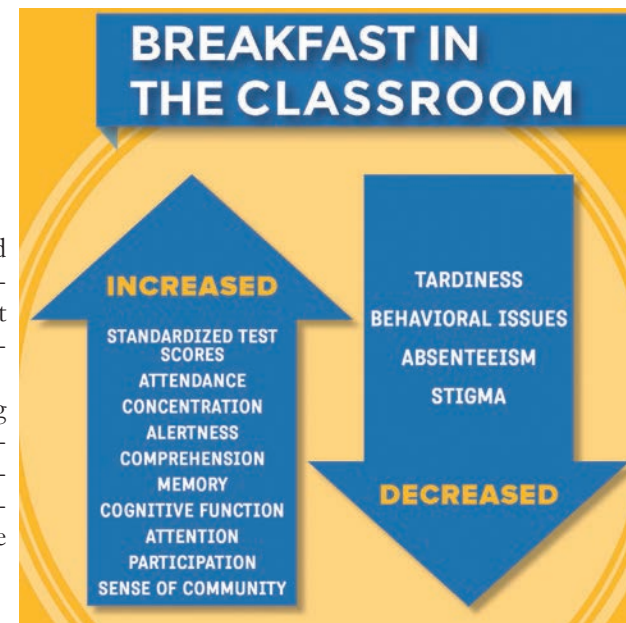 BREAKFAST IN
THE CLASSROOM
INCREASED
STANDARDIZED TEST
SCORES
ATTENDANCE
CONCENTRATION
ALERTNESS
COMPREHENSION
MEMORY
COGNITIVE FUNCTION
ATTENTION
PARTICIPATION
SENSE OF COMMUNITY
TARDINESS
BEHAVIORAL ISSUES
ABSENTEEISM
STIGMA
DECREASED